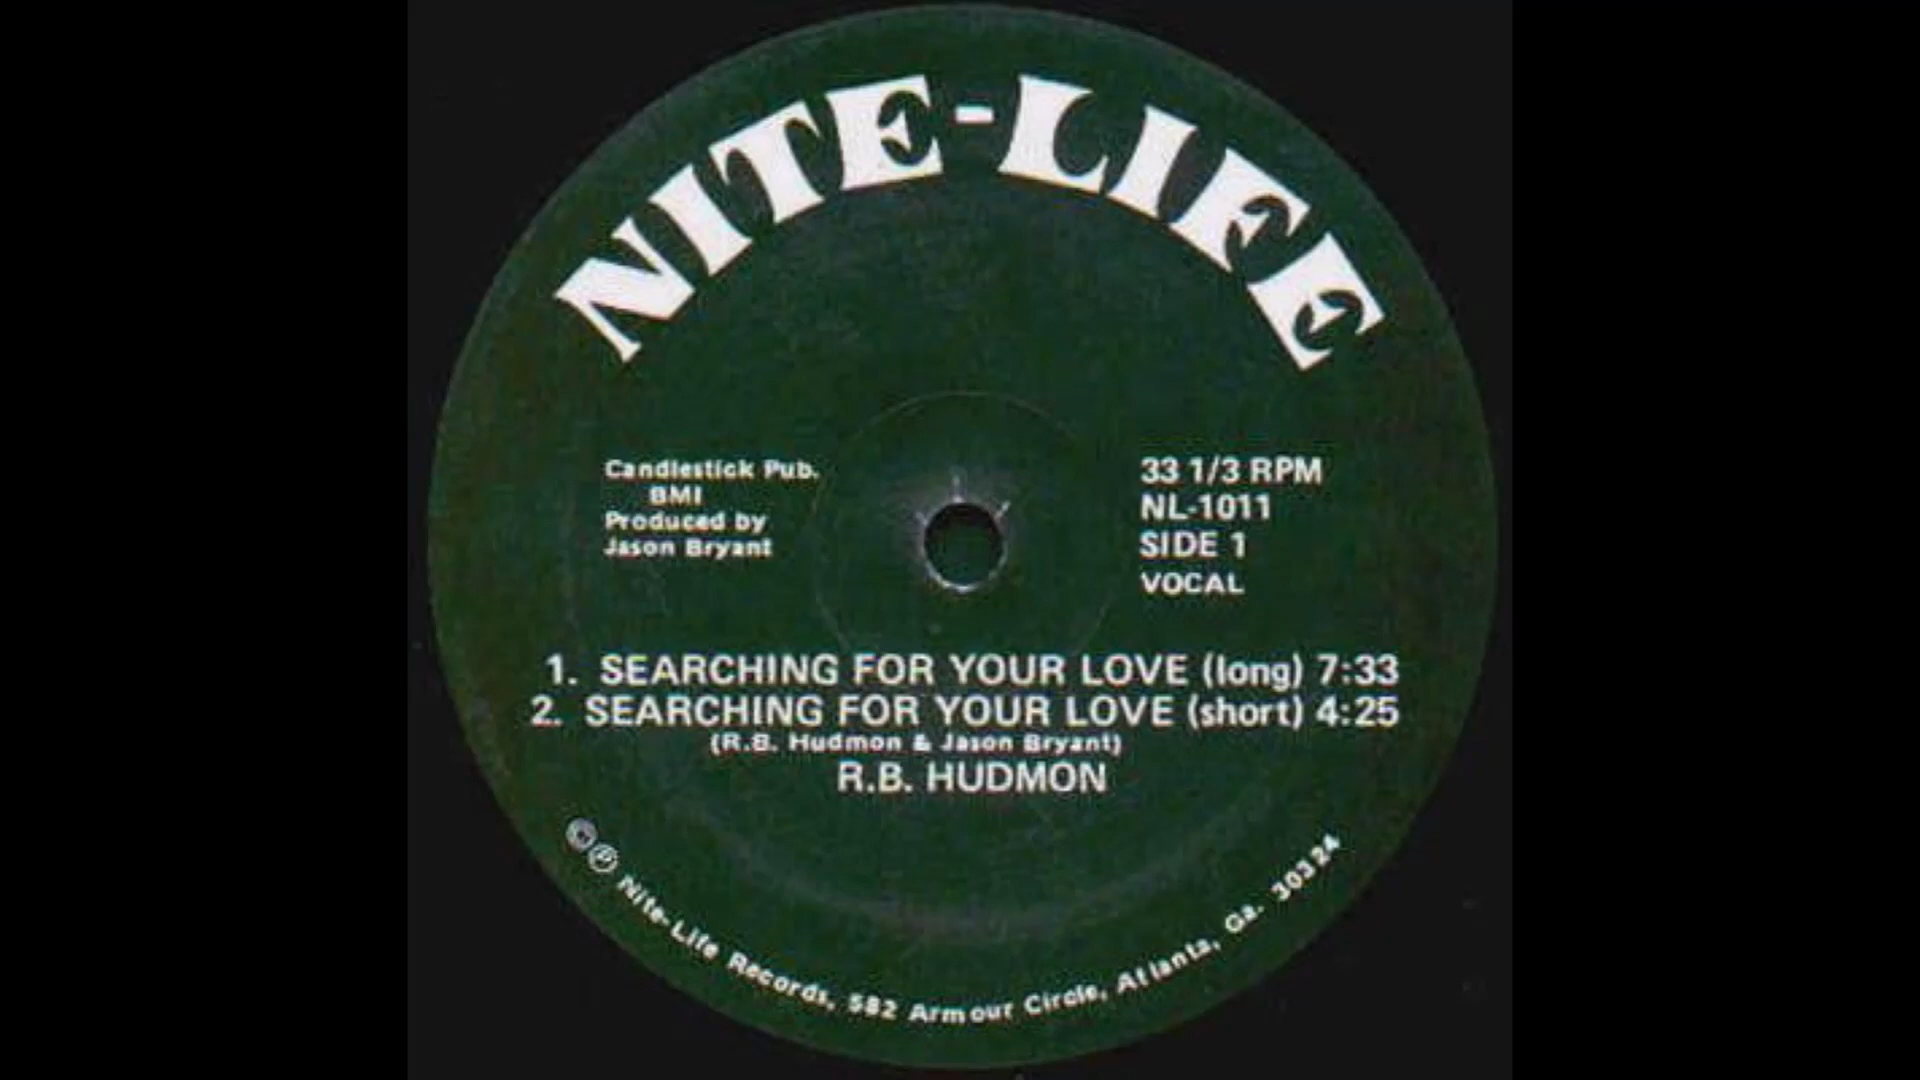 NITE-LIFE
Candlestick Pub.
BMI
Produced by
Jason Bryant
33 1/3 RPM
NL-1011
SIDE 1
VOCAL
1. SEARCHING FOR YOUR LOVE (long) 7:33
2. SEARCHING FOR YOUR LOVE (short) 4:25
(R.B. Hudmon & Jason Bryant)
R.B. HUDMON
©℗ Nite-Life Records, 582 Armour Circle, Atlanta, Ga. 30324